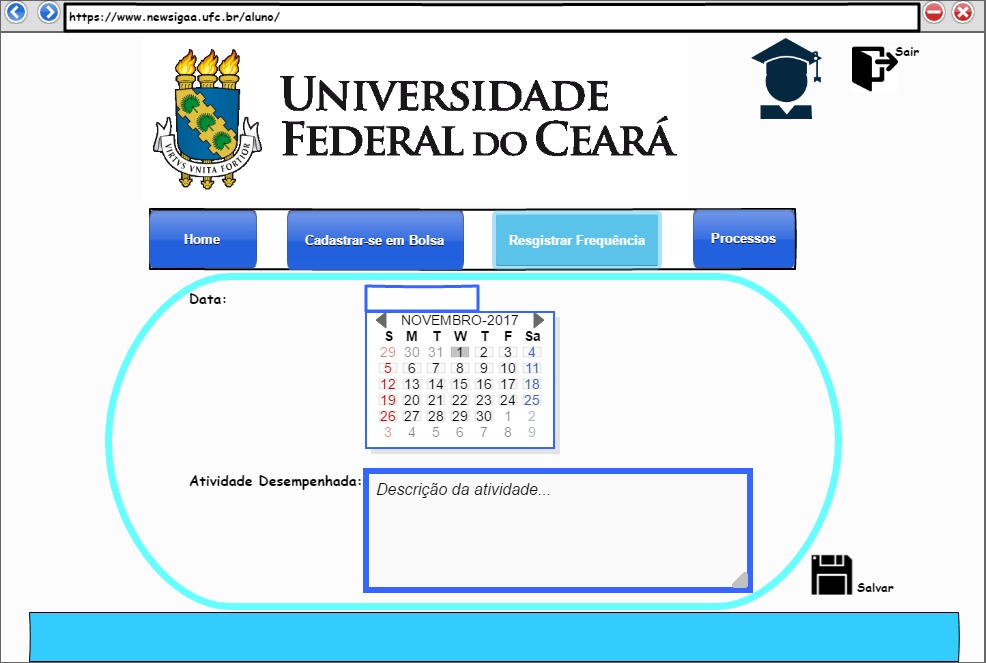 https://www.newsigaa.ufc.br/aluno/
Sair
UNIVERSIDADE
FEDERAL DO CEARÁ
VIRTVS VNITA FORTIOR
Home
Cadastrar-se em Bolsa
Resgistrar Frequência
Processos
Data:
NOVEMBRO-2017
S M T W T F Sa
29 30 31 1 2 3 4
5 6 7 8 9 10 11
12 13 14 15 16 17 18
19 20 21 22 23 24 25
26 27 28 29 30 1 2
3 4 5 6 7 8 9
Atividade Desempenhada:
Descrição da atividade...
Salvar